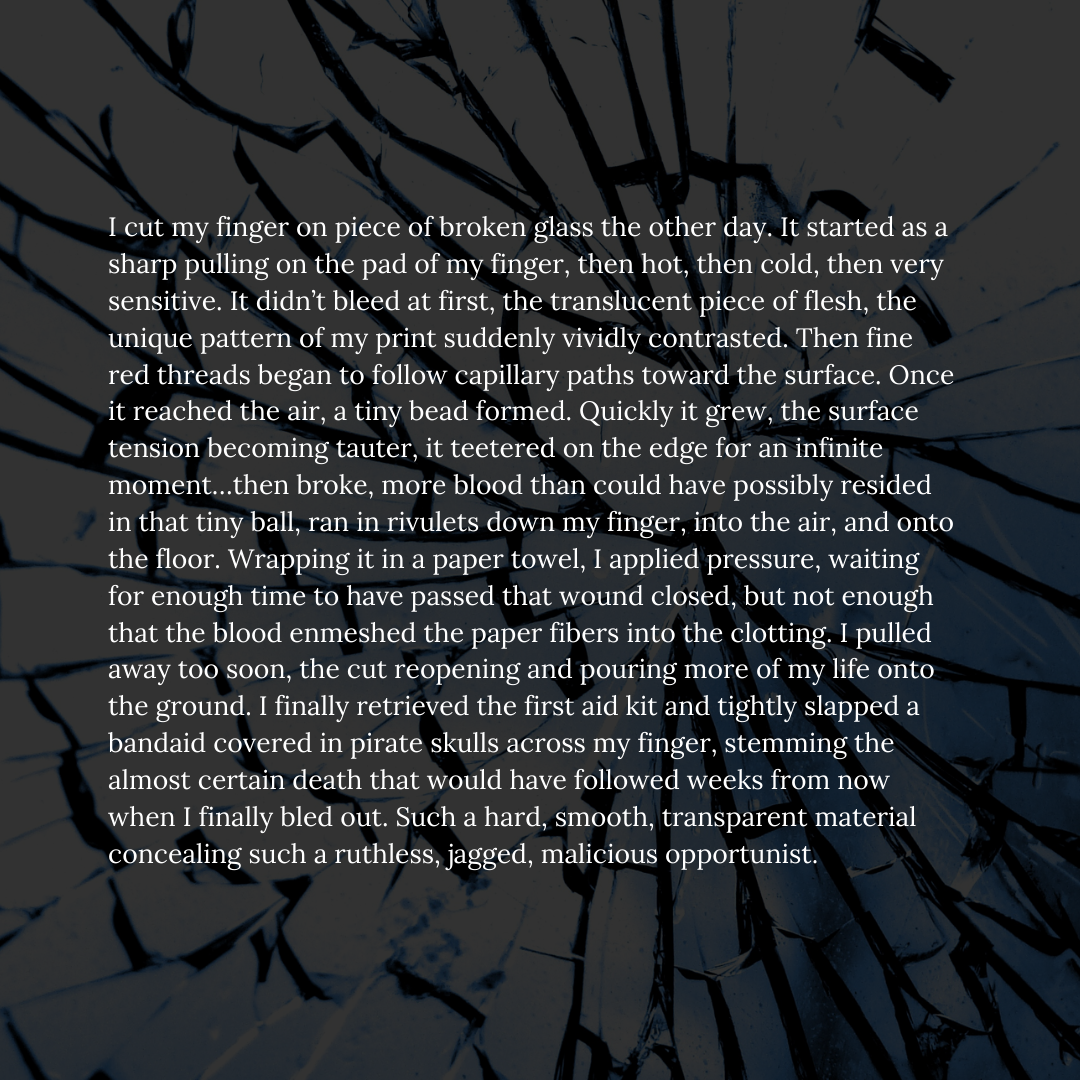 I cut my finger on piece of broken glass the other day. It started as a
sharp pulling on the pad of my finger, then hot, then cold, then very
sensitive. It didn’t bleed at first, the translucent piece of flesh, the
unique pattern of my print suddenly vividly contrasted. Then fine
red threads began to follow capillary paths toward the surface. Once
it reached the air, a tiny bead formed. Quickly it grew, the surface
tension becoming tauter, it teetered on the edge for an infinite
moment...then broke, more blood than could have possibly resided
in that tiny ball, ran in rivulets down my finger, into the air, and onto
the floor. Wrapping it in a paper towel, I applied pressure, waiting
for enough time to have passed that wound closed, but not enough
that the blood enmeshed the paper fibers into the clotting. I pulled
away too soon, the cut reopening and pouring more of my life onto
the ground. I finally retrieved the first aid kit and tightly slapped a
bandaid covered in pirate skulls across my finger, stemming the
almost certain death that would have followed weeks from now
when I finally bled out. Such a hard, smooth, transparent material
concealing such a ruthless, jagged, malicious opportunist.